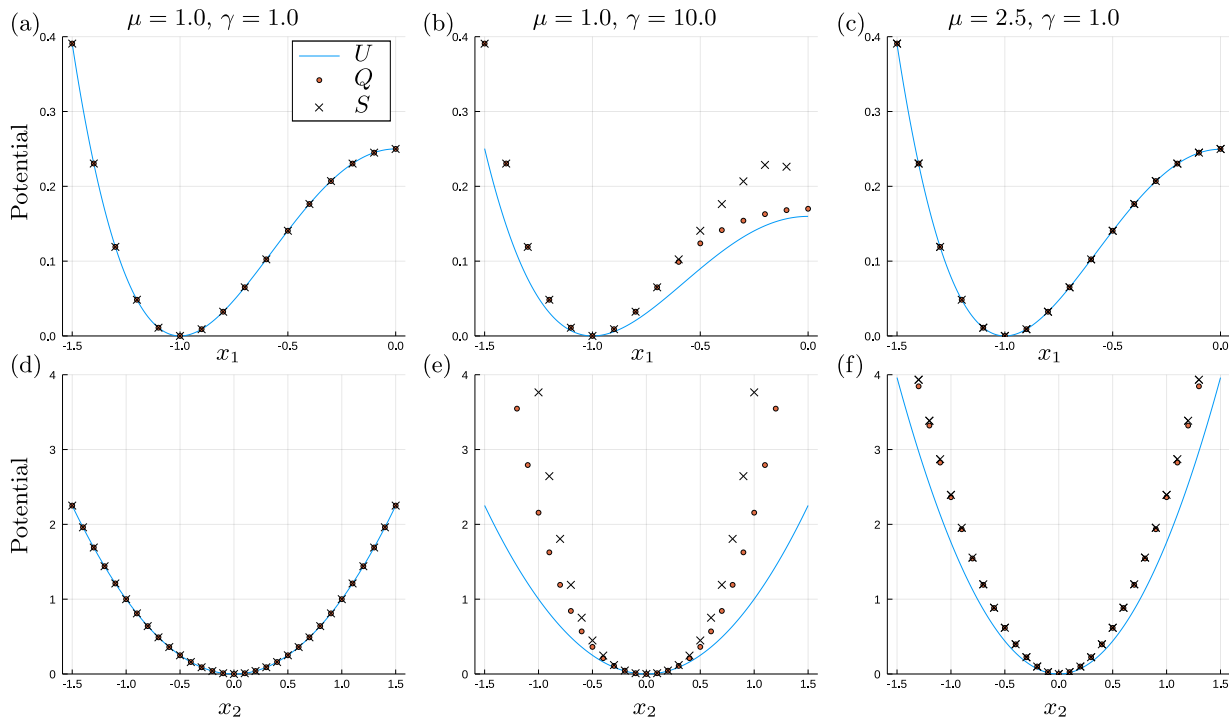 (a) μ = 1.0, γ = 1.0
(b) μ = 1.0, γ = 10.0
(c) μ = 2.5, γ = 1.0
Potential
0.4
0.3
0.2
0.1
0.0
-1.5 -1.0 -0.5 0.0
x₁
U
Q
S
0.4
0.3
0.2
0.1
0.0
-1.5 -1.0 -0.5 0.0
x₁
0.4
0.3
0.2
0.1
0.0
-1.5 -1.0 -0.5 0.0
x₁
(d)
Potential
4
3
2
1
0
-1.5 -1.0 -0.5 0.0 0.5 1.0 1.5
x₂
(e)
4
3
2
1
0
-1.5 -1.0 -0.5 0.0 0.5 1.0 1.5
x₂
(f)
4
3
2
1
0
-1.5 -1.0 -0.5 0.0 0.5 1.0 1.5
x₂